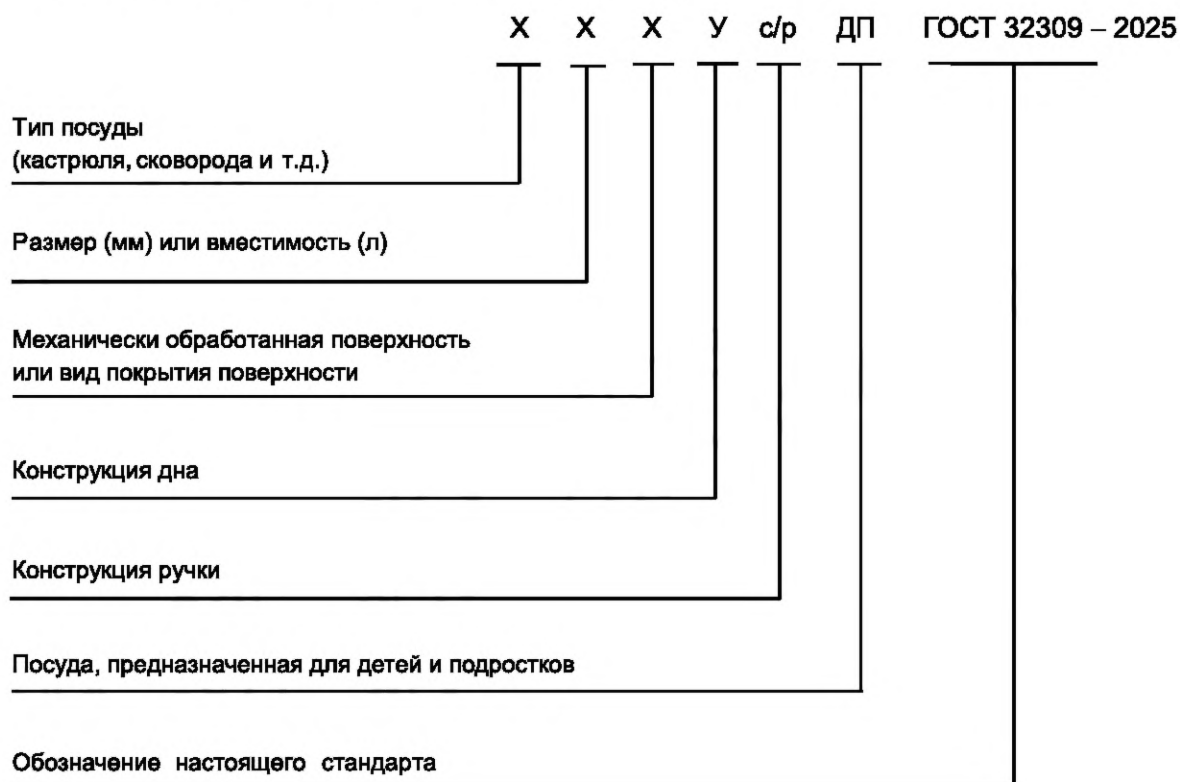 Х Х Х У с/р ДП ГОСТ 32309 – 2025
Тип посуды
(кастрюля, сковорода и т.д.)
Размер (мм) или вместимость (л)
Механически обработанная поверхность
или вид покрытия поверхности
Конструкция дна
Конструкция ручки
Посуда, предназначенная для детей и подростков
Обозначение настоящего стандарта